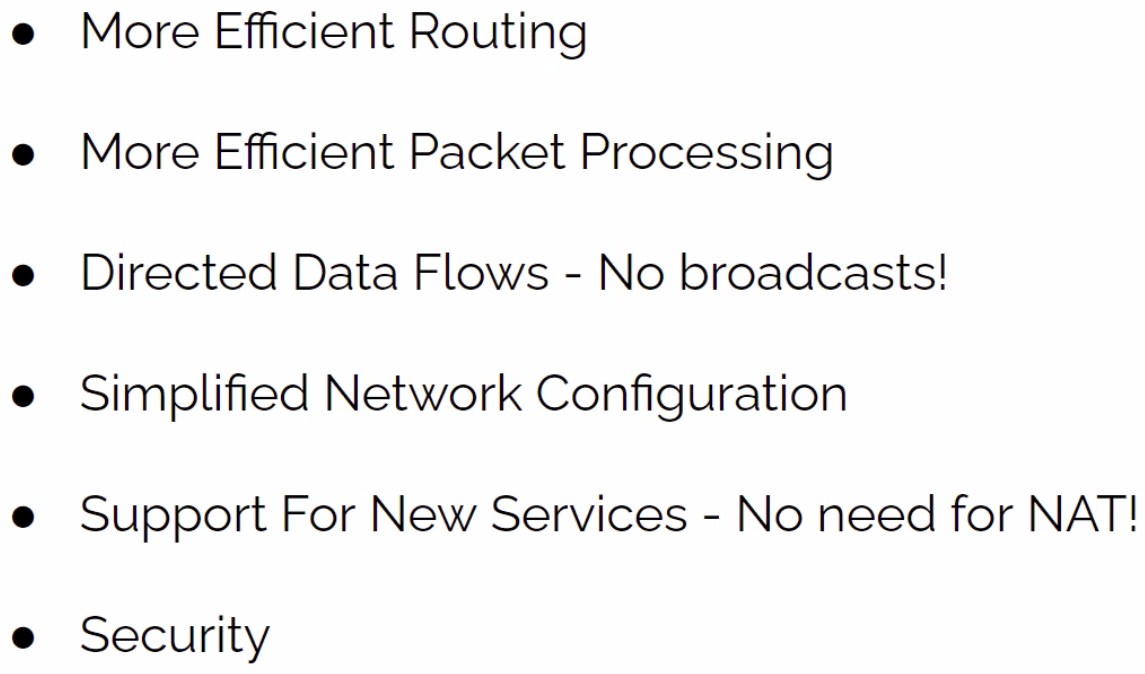 ● More Efficient Routing
● More Efficient Packet Processing
● Directed Data Flows - No broadcasts!
● Simplified Network Configuration
● Support For New Services - No need for NAT!
● Security